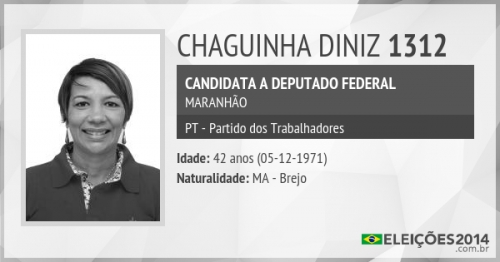 CHAGUINHA DINIZ 1312
CANDIDATA A DEPUTADO FEDERAL
MARANHÃO
PT - Partido dos Trabalhadores
Idade: 42 anos (05-12-1971)
Naturalidade: MA - Brejo
ELEIÇÕES2014
.com.br